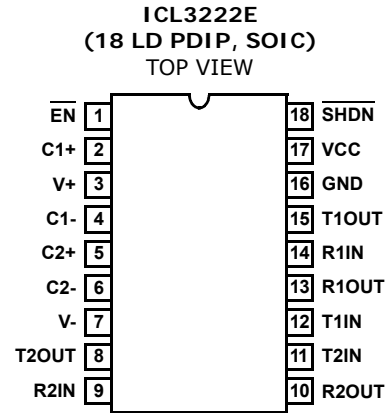 ICL3222E
(18 LD PDIP, SOIC)
TOP VIEW
EN 1 18 SHDN
C1+ 2 17 VCC
V+ 3 16 GND
C1- 4 15 T1OUT
C2+ 5 14 R1IN
C2- 6 13 R1OUT
V- 7 12 T1IN
T2OUT 8 11 T2IN
R2IN 9 10 R2OUT